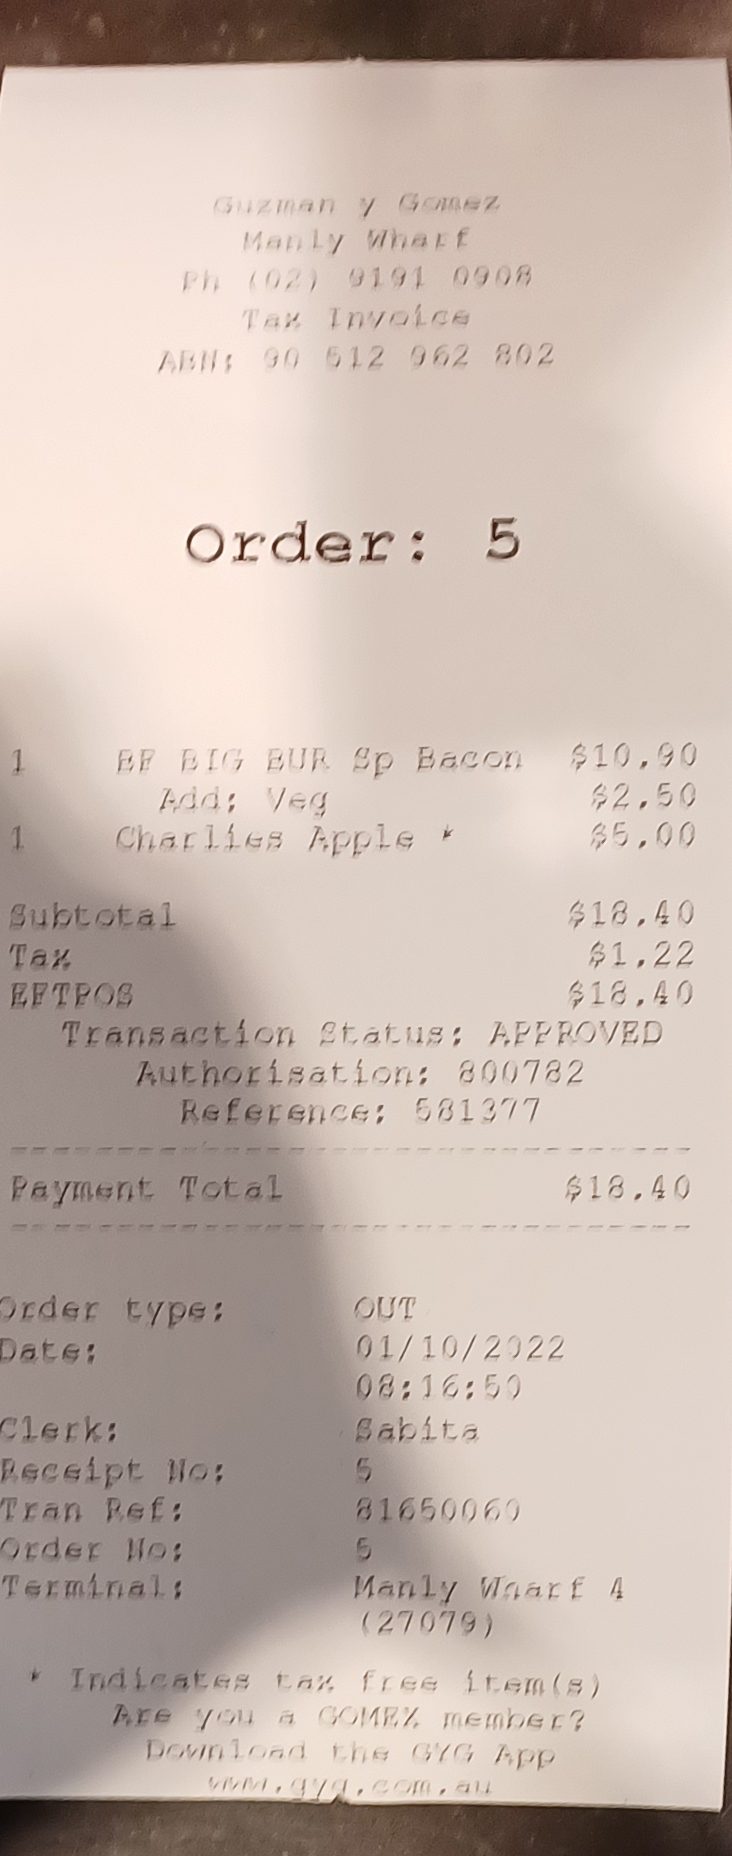 Guzman y Gomez
Manly Wharf
Ph (02) 9191 0908
Tax Invoice
ABN: 90 612 962 802
Order: 5
1 BF BIG BUR Sp Bacon $10.90
Add: Veg $2.50
1 Charlies Apple * $5.00
Subtotal $18.40
Tax $1.22
EFTPOS $18.40
Transaction Status: APPROVED
Authorisation: 800782
Reference: 581377
--------------------------------
Payment Total $18.40
--------------------------------
Order type: OUT
Date: 01/10/2022
08:16:50
Clerk: Sabita
Receipt No: 5
Tran Ref: 81650060
Order No: 5
Terminal: Manly Wharf 4
(27079)
* Indicates tax free item(s)
Are you a GOMEX member?
Download the GYG App
www.gyg.com.au